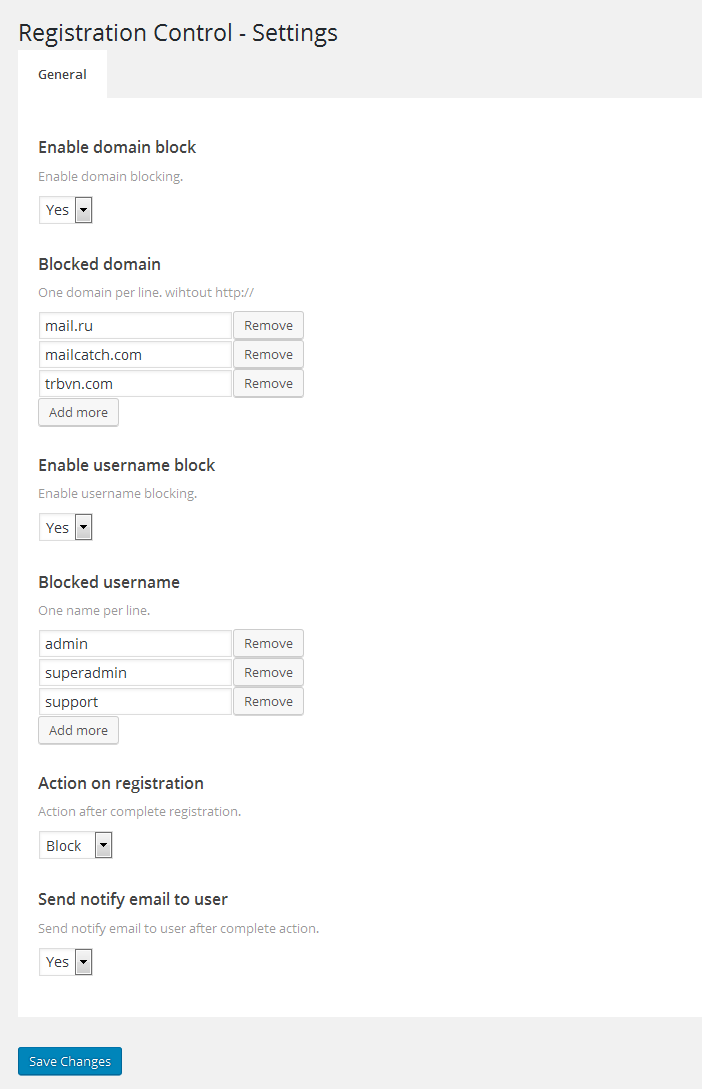 Registration Control - Settings
General
Enable domain block
Enable domain blocking.
Yes
Blocked domain
One domain per line. wihtout http://
mail.ru Remove
mailcatch.com Remove
trbvn.com Remove
Add more
Enable username block
Enable username blocking.
Yes
Blocked username
One name per line.
admin Remove
superadmin Remove
support Remove
Add more
Action on registration
Action after complete registration.
Block
Send notify email to user
Send notify email to user after complete action.
Yes
Save Changes